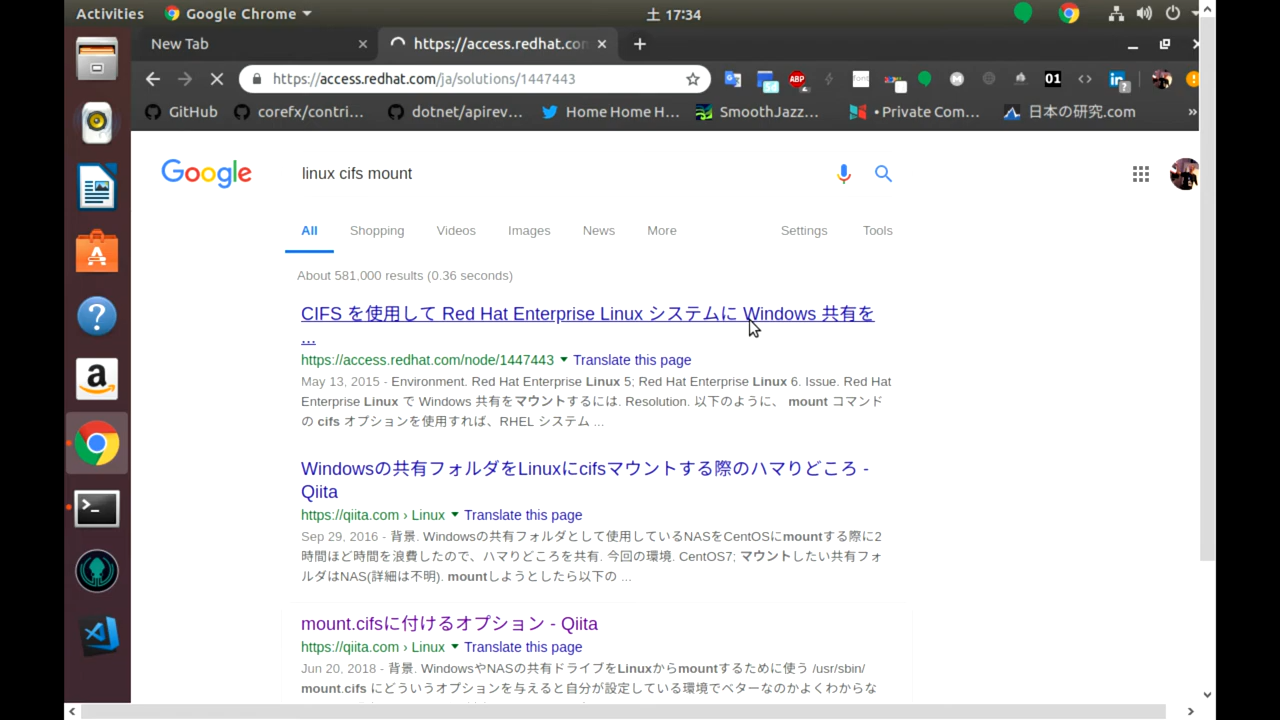 Activities
Google Chrome
土 17:34
New Tab
https://access.redhat.con
https://access.redhat.com/ja/solutions/1447443
ABP
font
01
in
GitHub
corefx/contri...
dotnet/apirev...
Home Home H...
SmoothJazz...
• Private Com...
日本の研究.com
»
Google
linux cifs mount
All
Shopping
Videos
Images
News
More
Settings
Tools
About 581,000 results (0.36 seconds)
CIFS を使用して Red Hat Enterprise Linux システムに Windows 共有を
...
https://access.redhat.com/node/1447443 Translate this page
May 13, 2015 - Environment. Red Hat Enterprise Linux 5; Red Hat Enterprise Linux 6. Issue. Red Hat
Enterprise Linux で Windows 共有をマウントするには. Resolution. 以下のように、 mount コマンド
の cifs オプションを使用すれば、RHEL システム ...
Windowsの共有フォルダをLinuxにcifsマウントする際のハマりどころ -
Qiita
https://qiita.com › Linux Translate this page
Sep 29, 2016 - 背景. Windowsの共有フォルダとして使用しているNASをCentOSにmountする際に2
時間ほど時間を浪費したので、ハマりどころを共有. 今回の環境. CentOS7; マウントしたい共有フォ
ルダはNAS(詳細は不明). mountしようとしたら以下の ...
mount.cifsに付けるオプション - Qiita
https://qiita.com › Linux Translate this page
Jun 20, 2018 - 背景. WindowsやNASの共有ドライブをLinuxからmountするために使う /usr/sbin/
mount.cifs にどういうオプションを与えると自分が設定している環境でベターなのかよくわからな